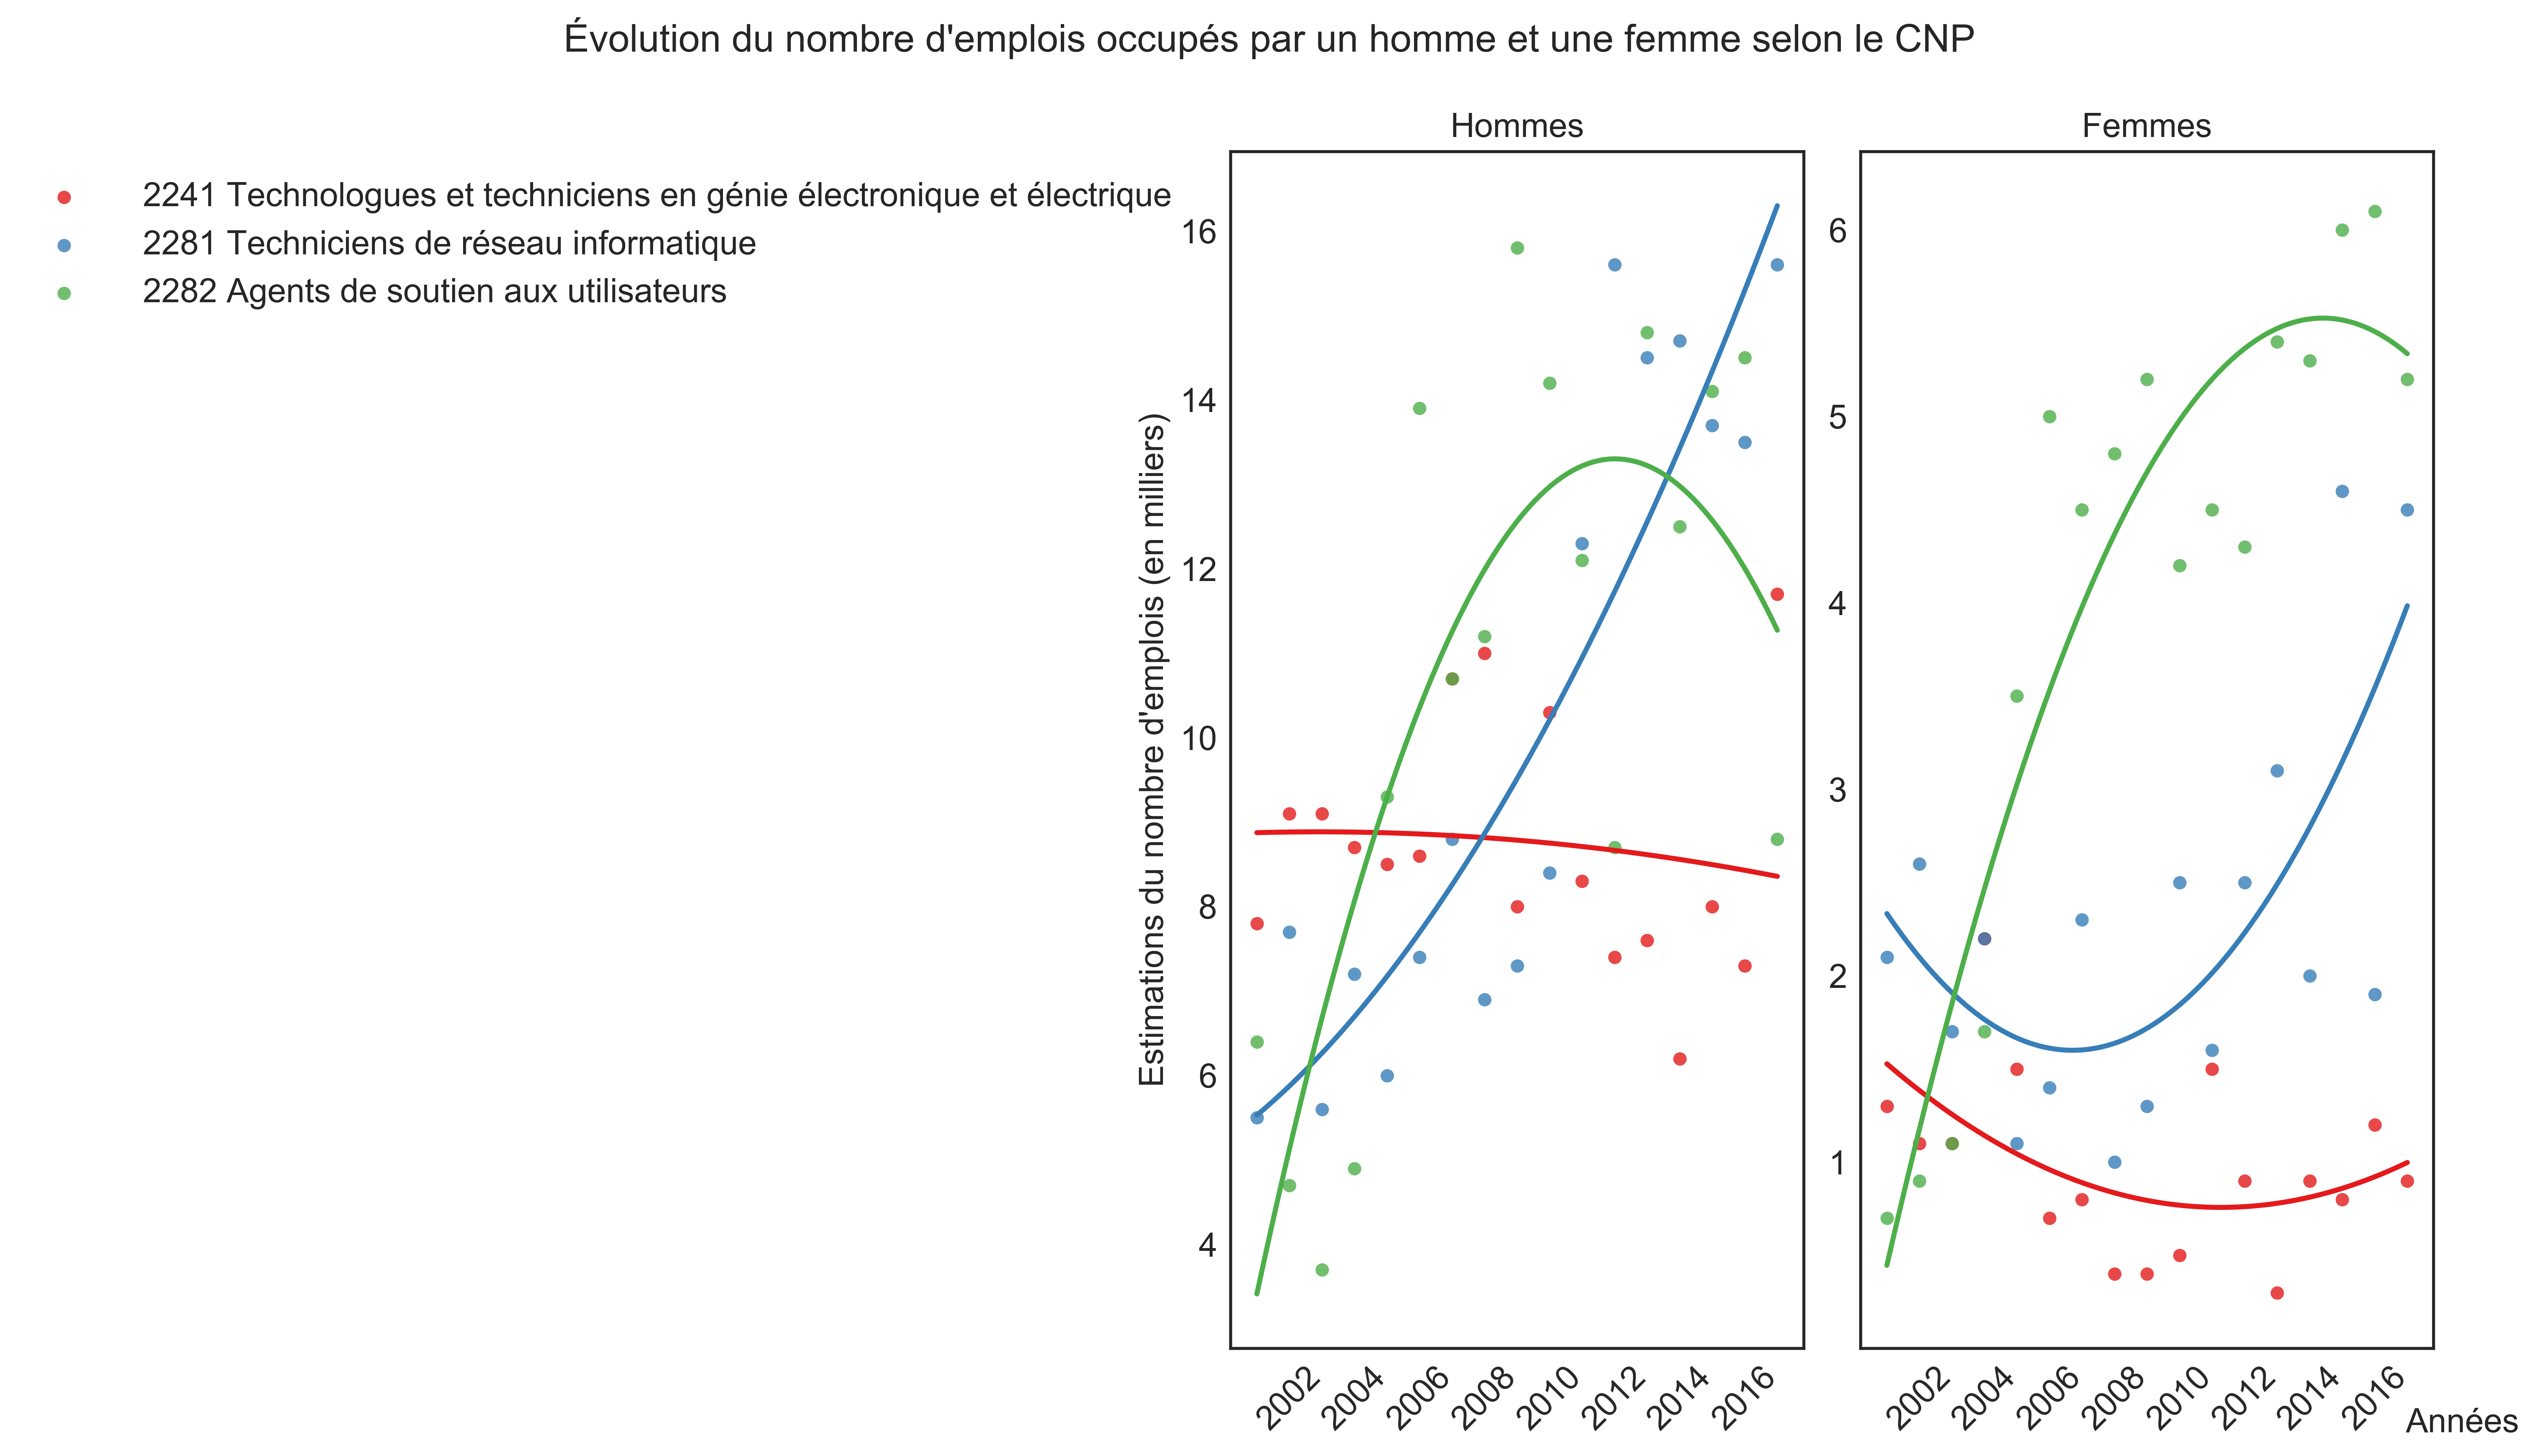 Évolution du nombre d'emplois occupés par un homme et une femme selon le CNP
Hommes
Femmes
2241 Technologues et techniciens en génie électronique et électrique
2281 Techniciens de réseau informatique
2282 Agents de soutien aux utilisateurs
Estimations du nombre d'emplois (en milliers)
16
14
12
10
8
6
4
6
5
4
3
2
1
2002 2004 2006 2008 2010 2012 2014 2016
2002 2004 2006 2008 2010 2012 2014 2016
Années